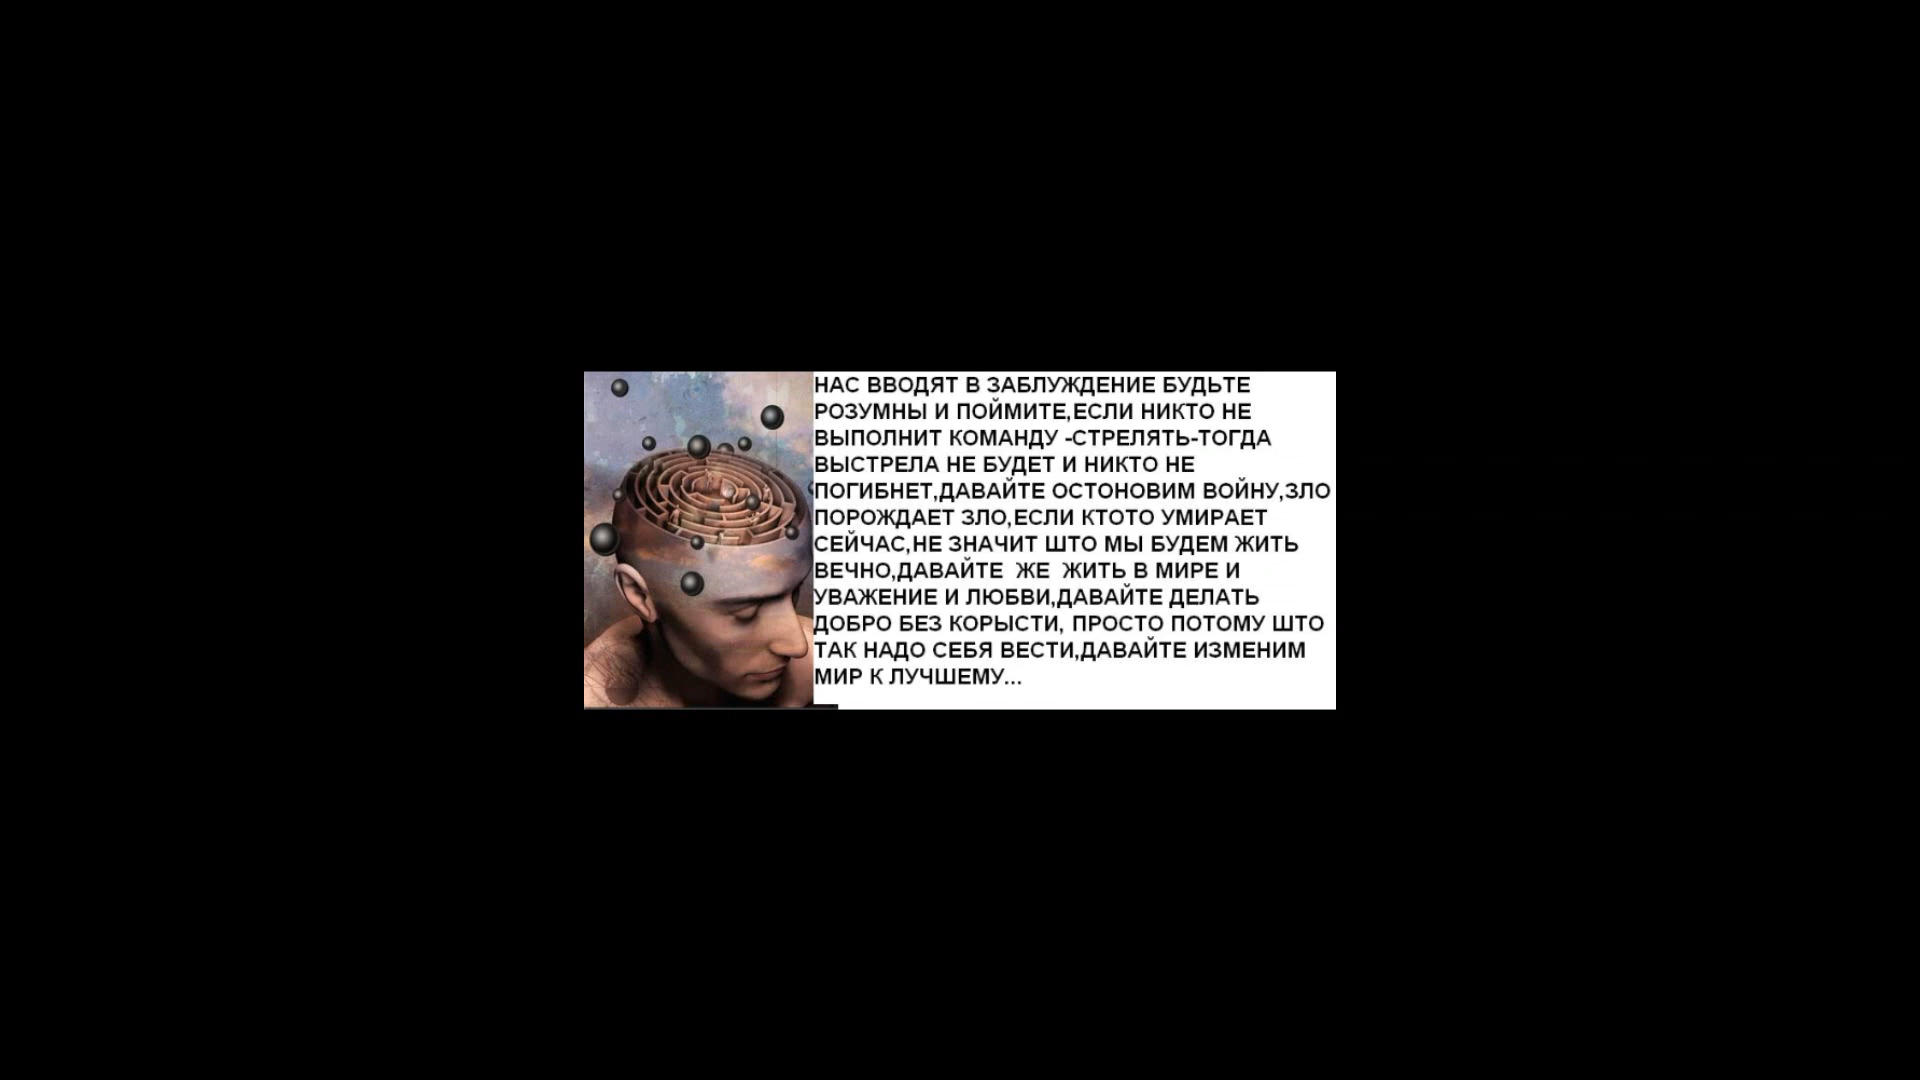 НАС ВВОДЯТ В ЗАБЛУЖДЕНИЕ БУДЬТЕ
РОЗУМНЫ И ПОЙМИТЕ,ЕСЛИ НИКТО НЕ
ВЫПОЛНИТ КОМАНДУ -СТРЕЛЯТЬ-ТОГДА
ВЫСТРЕЛА НЕ БУДЕТ И НИКТО НЕ
ПОГИБНЕТ,ДАВАЙТЕ ОСТОНОВИМ ВОЙНУ,ЗЛО
ПОРОЖДАЕТ ЗЛО,ЕСЛИ КТОТО УМИРАЕТ
СЕЙЧАС,НЕ ЗНАЧИТ ШТО МЫ БУДЕМ ЖИТЬ
ВЕЧНО,ДАВАЙТЕ  ЖЕ  ЖИТЬ В МИРЕ И
УВАЖЕНИЕ И ЛЮБВИ,ДАВАЙТЕ ДЕЛАТЬ
ДОБРО БЕЗ КОРЫСТИ, ПРОСТО ПОТОМУ ШТО
ТАК НАДО СЕБЯ ВЕСТИ,ДАВАЙТЕ ИЗМЕНИМ
МИР К ЛУЧШЕМУ...